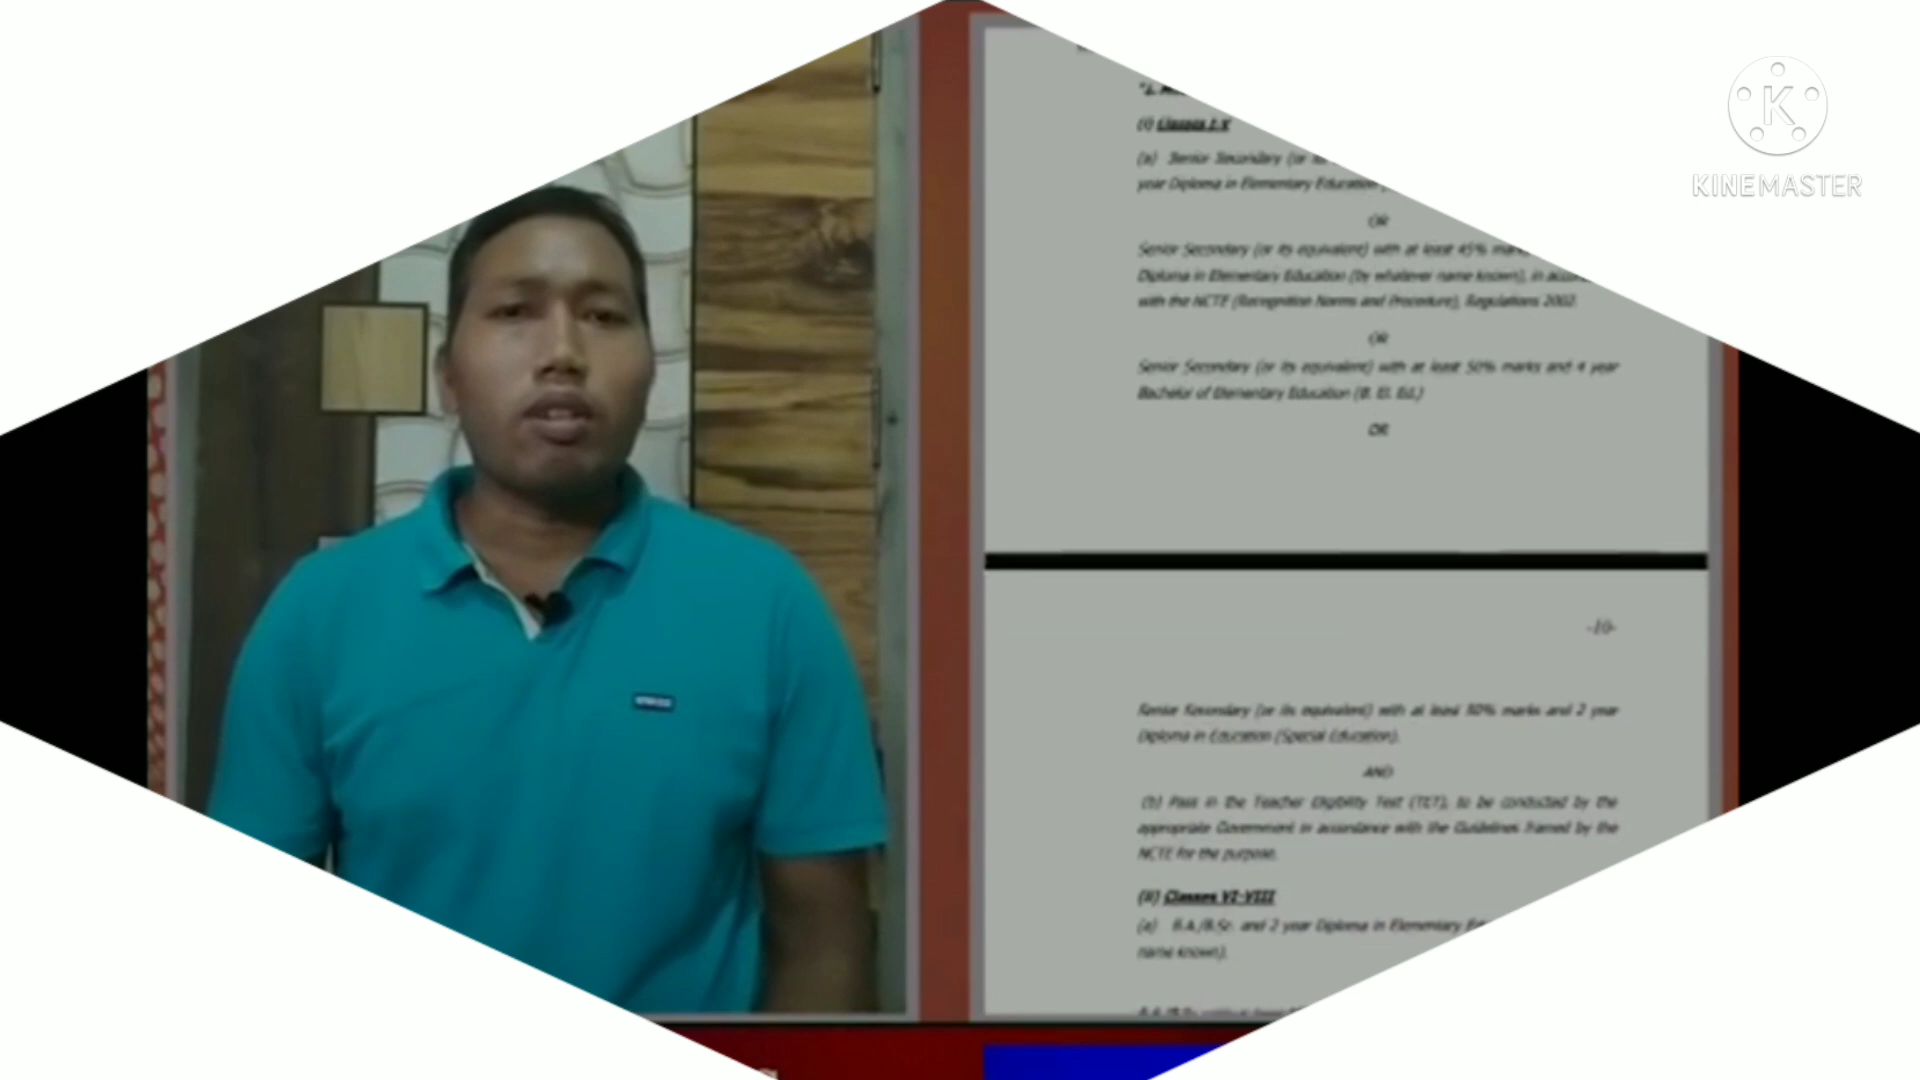 KINEMASTER
(i) Classes I-V
(a) Senior Secondary (or its
year Diploma in Elementary Education
OR
Senior Secondary (or its equivalent) with at least 45%
Diploma in Elementary Education (by whatever name known), in
with the NCTE (Recognition Norms and Procedure), Regulations 2002.
OR
Senior Secondary (or its equivalent) with at least 50% marks and 4 year
Bachelor of Elementary Education (B. El. Ed.)
OR
-10-
Senior Secondary (or its equivalent) with at least 50% marks and 2 year
Diploma in Education (Special Education).
AND
(b) Pass in the Teacher Eligibility Test (TET), to be conducted by the
appropriate Government in accordance with the Guidelines framed by the
NCTE for the purpose.
(ii) Classes VI-VIII
(a) B.A./B.Sc. and 2 year Diploma in Elementary
name known).